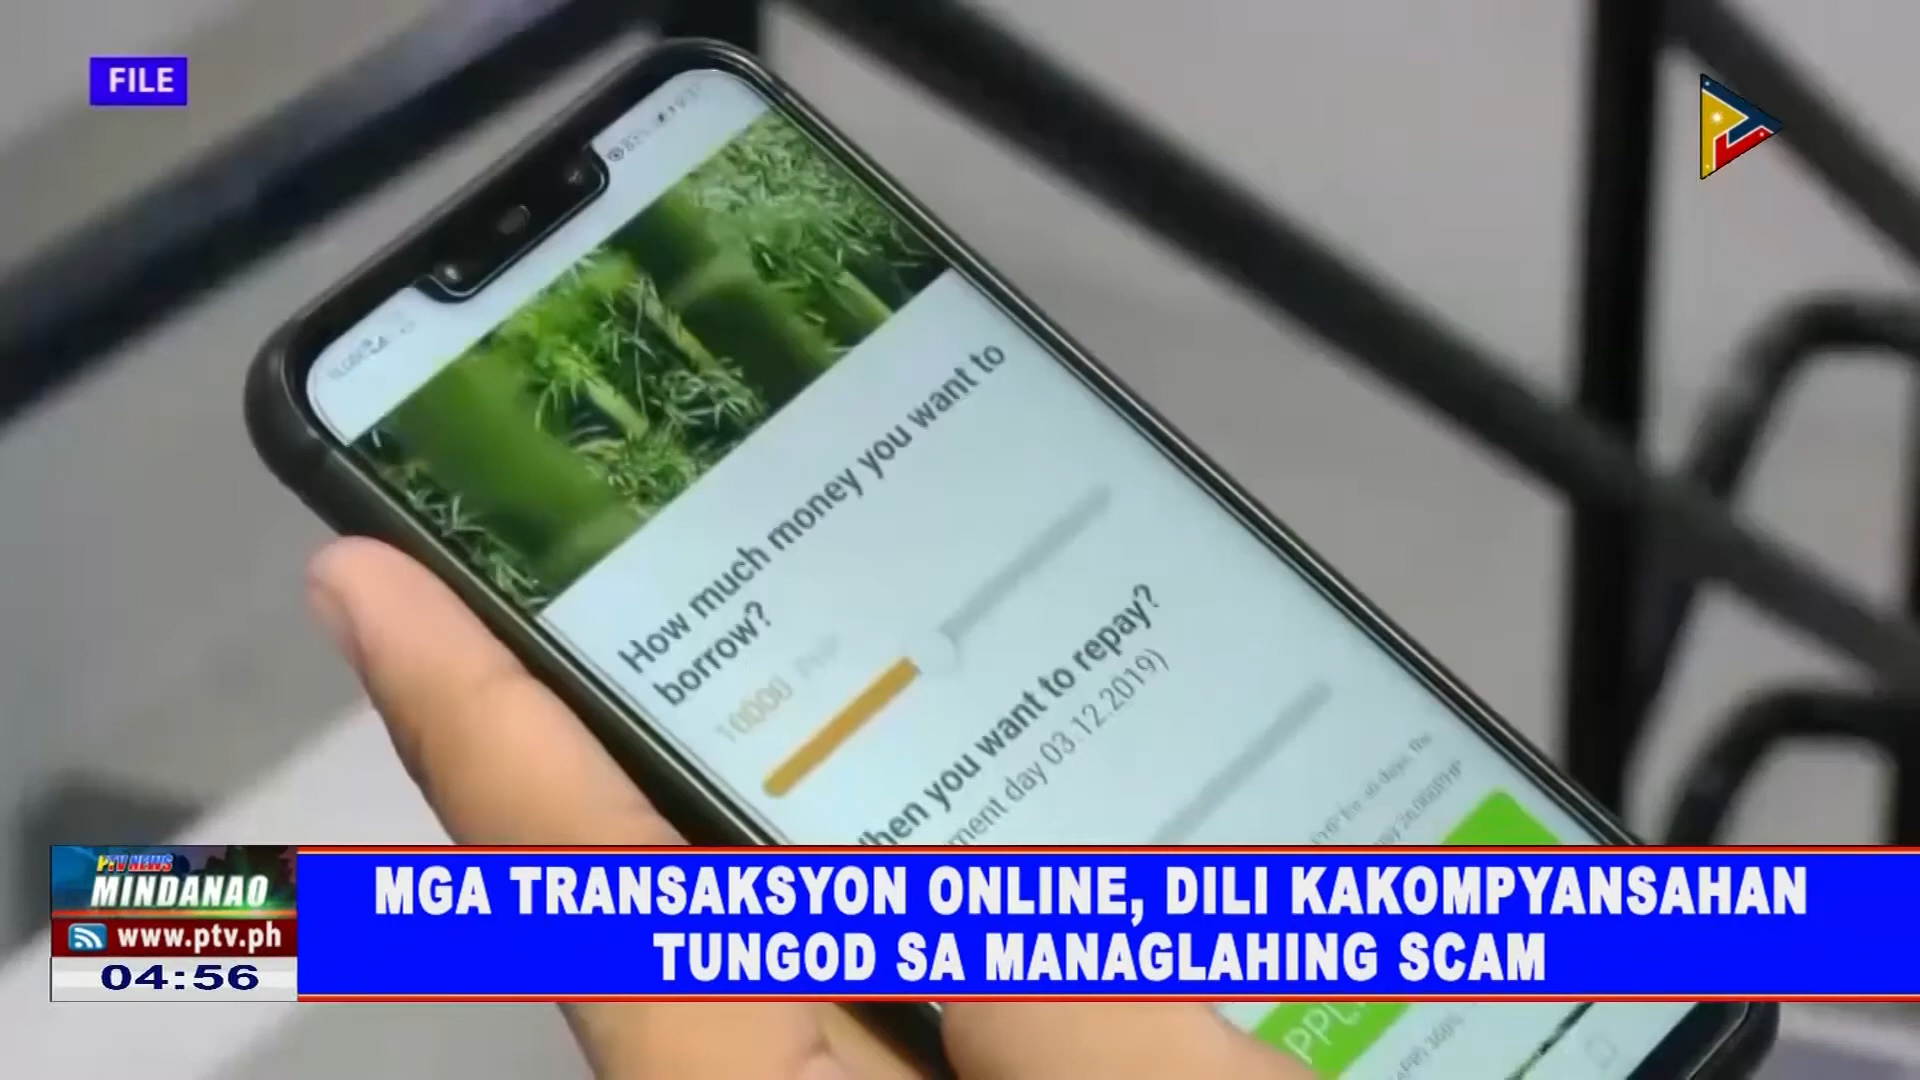 FILE
How much money you want to
borrow?
10000
When you want to repay?
ment day 03.12.2019)
PTV NEWS
MINDANAO
www.ptv.ph
04:56
MGA TRANSAKSYON ONLINE, DILI KAKOMPYANSAHAN
TUNGOD SA MANAGLAHING SCAM